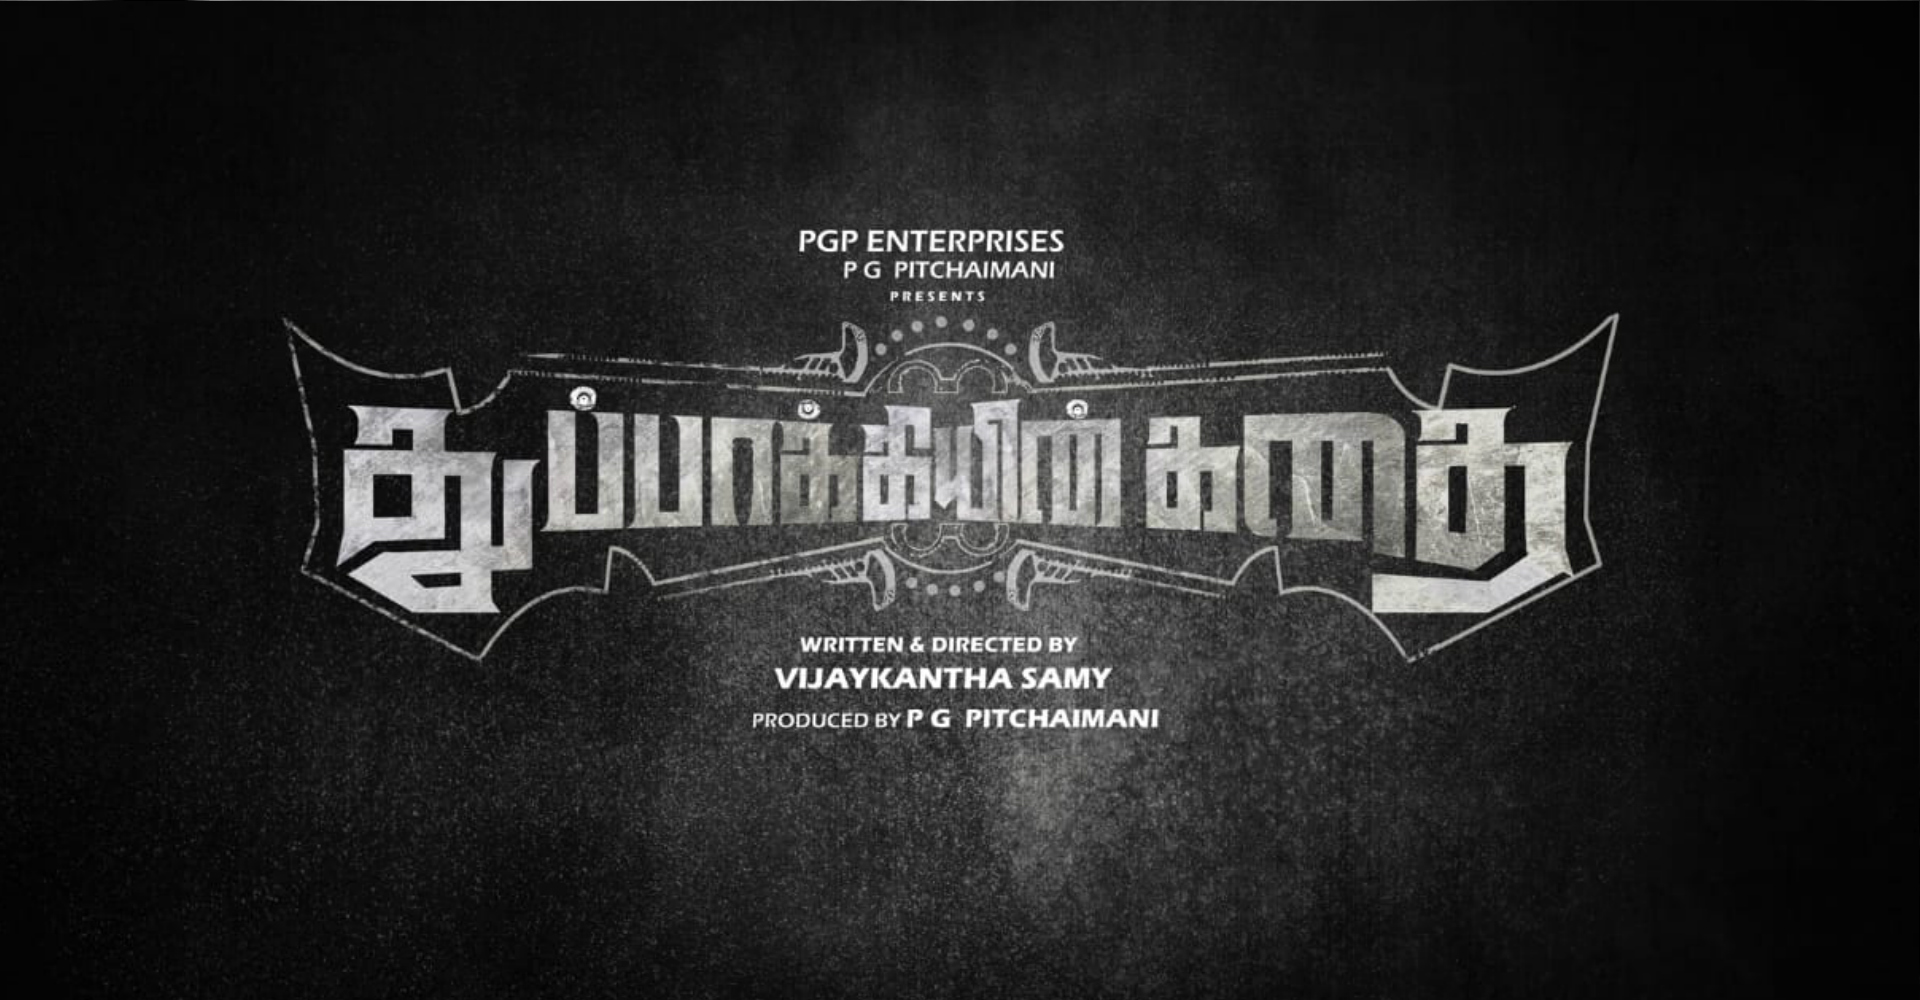 PGP ENTERPRISES
P G PITCHAIMANI
PRESENTS
துப்பாக்கியின் கதை
WRITTEN & DIRECTED BY
VIJAYKANTHA SAMY
PRODUCED BY P G PITCHAIMANI